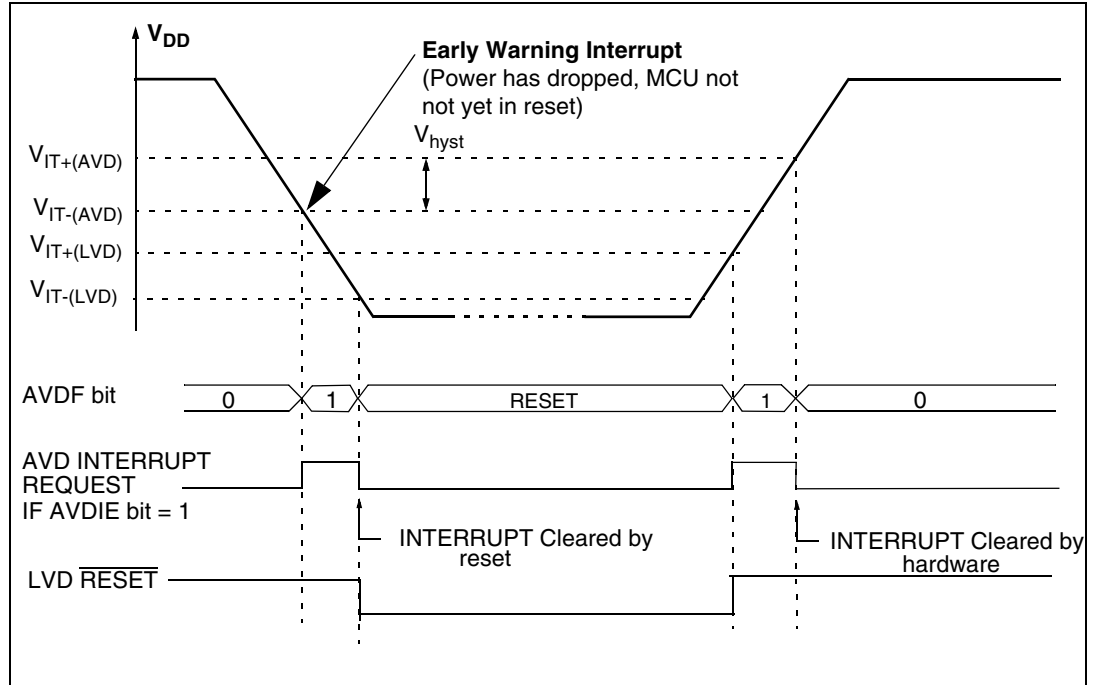 VDD
Early Warning Interrupt
(Power has dropped, MCU not
not yet in reset)
Vhyst
VIT+(AVD)
VIT-(AVD)
VIT+(LVD)
VIT-(LVD)
AVDF bit
0
1
RESET
1
0
AVD INTERRUPT
REQUEST
IF AVDIE bit = 1
INTERRUPT Cleared by
reset
INTERRUPT Cleared by
hardware
LVD RESET